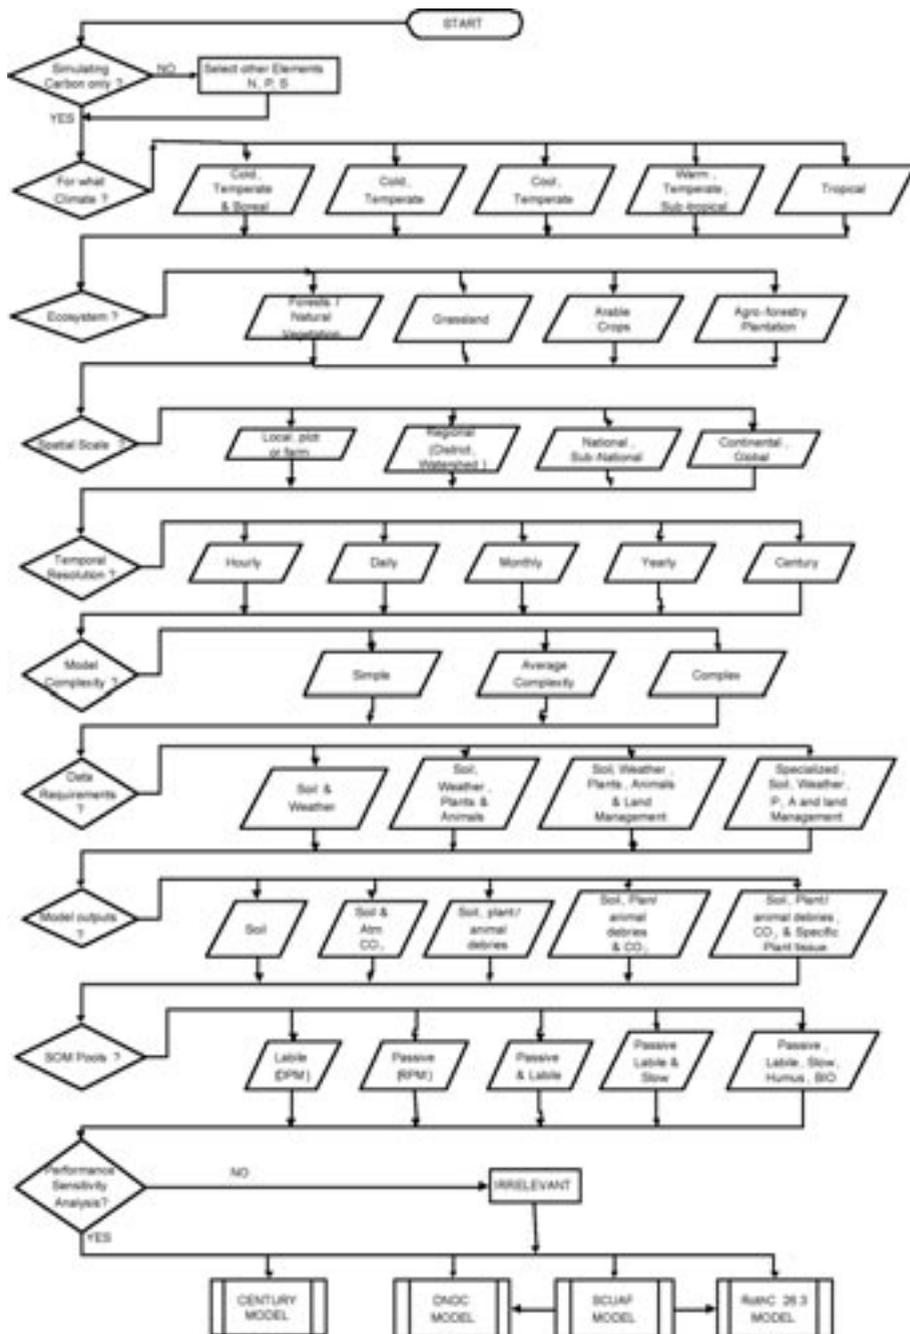 START
Simulating
Carbon only ?
NO
Select other Elements
N, P, S
YES
For what
Climate ?
Cold,
Temperate
& Boreal
Cold,
Temperate
Cool,
Temperate
Warm,
Temperate,
Sub-tropical
Tropical
Ecosystem ?
Forests /
Natural
Vegetation
Grassland
Arable
Crops
Agro-forestry
Plantation
Spatial Scale ?
Local, plot
or farm
Regional
(District,
Watershed)
National,
Sub-National
Continental,
Global
Temporal
Resolution ?
Hourly
Daily
Monthly
Yearly
Century
Model
Complexity ?
Simple
Average
Complexity
Complex
Data
Requirements
?
Soil &
Weather
Soil,
Weather,
Plants &
Animals
Soil, Weather,
Plants, Animals
& Land
Management
Specialized,
Soil, Weather,
P, A and land
Management
Model outputs
?
Soil
Soil &
Atm
CO₂
Soil, plant/
animal
debries
Soil, Plant/
animal
debries
& CO₂
Soil, Plant/
animal debries,
CO₂ & Specific
Plant tissue
SOM Pools ?
Labile
(DPM)
Passive
(RPM)
Passive
& Labile
Passive
Labile &
Slow
Passive,
Labile, Slow,
Humus, BIO
Performance
Sensitivity
Analysis?
NO
IRRELEVANT
YES
CENTURY
MODEL
DNDC
MODEL
SCUAF
MODEL
RothC 26.3
MODEL